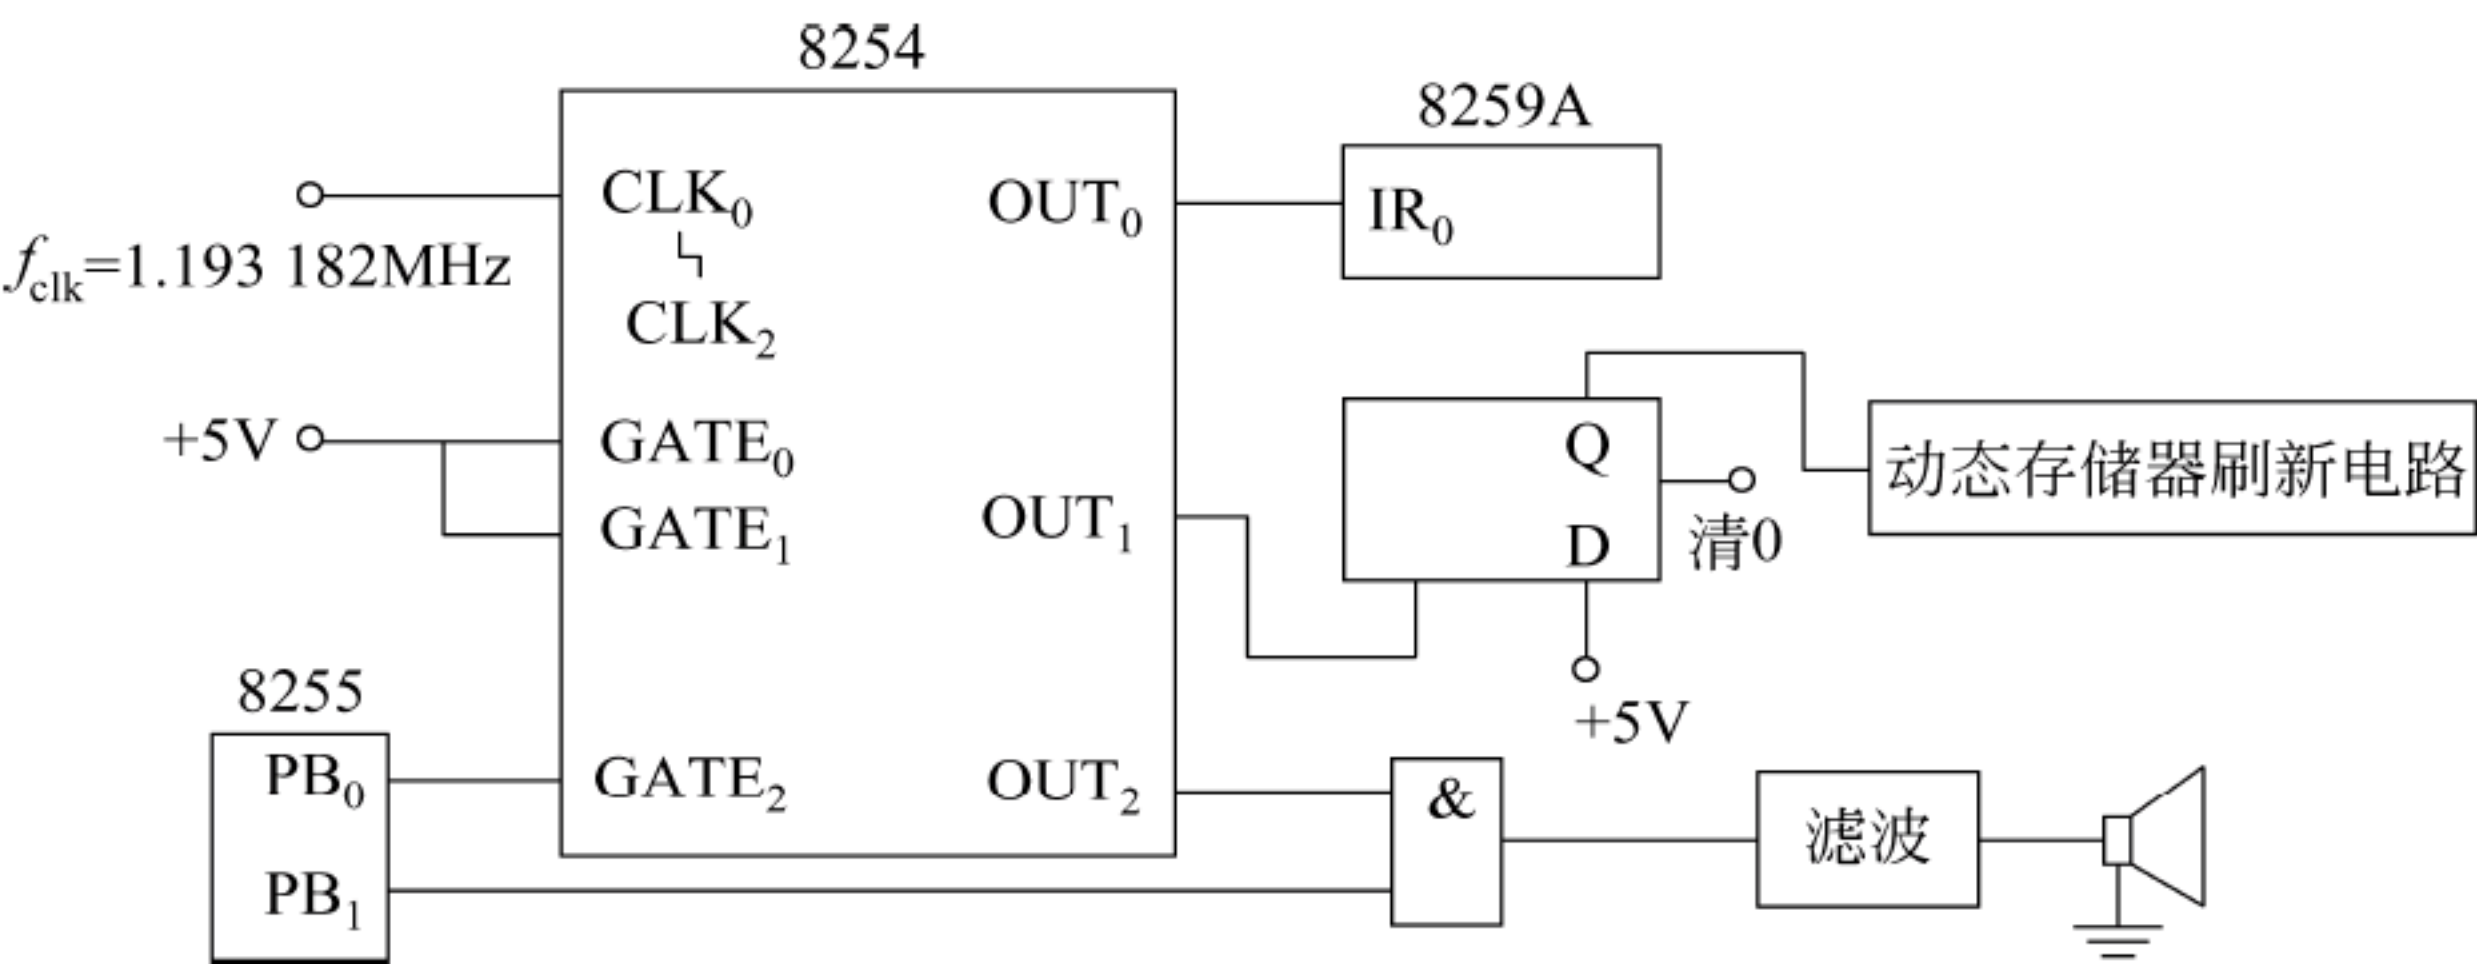 8254
8259A
CLK0
OUT0
IR0
fclk=1.193 182MHz
CLK2
+5V
GATE0
Q
动态存储器刷新电路
GATE1
OUT1
D
清0
8255
+5V
PB0
GATE2
OUT2
&
滤波
PB1